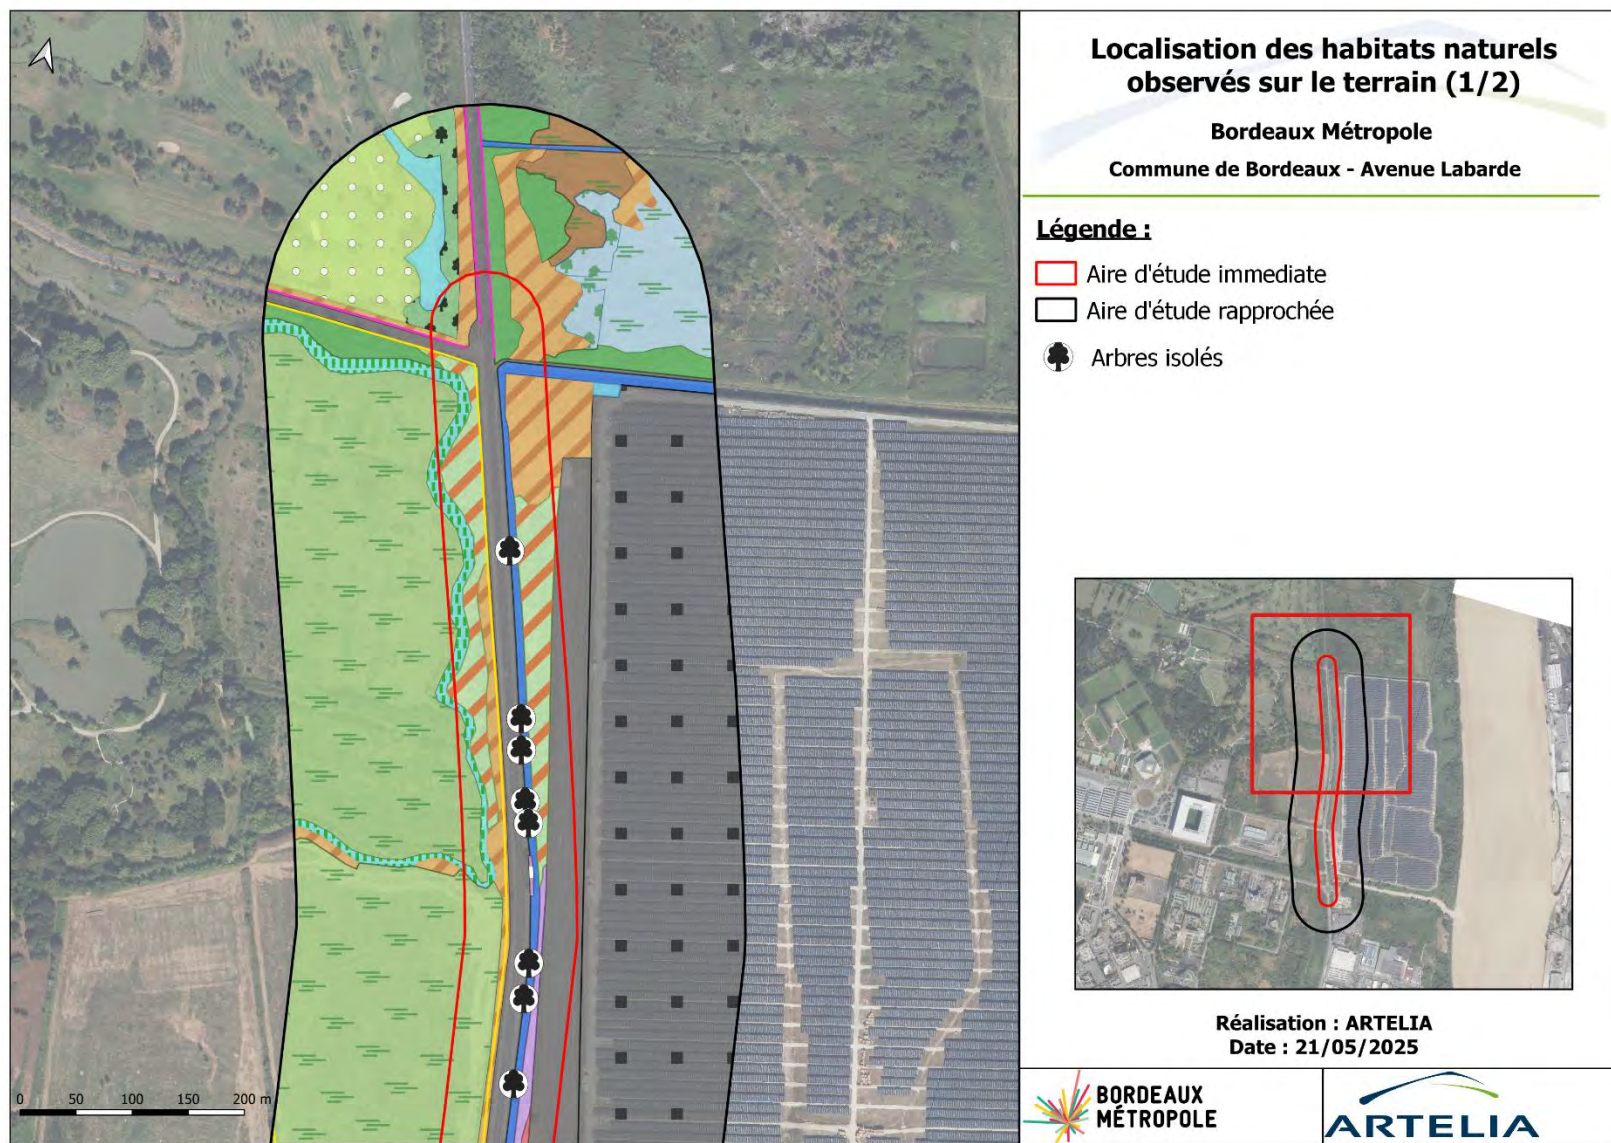 Localisation des habitats naturels
observés sur le terrain (1/2)
Bordeaux Métropole
Commune de Bordeaux - Avenue Labarde
Légende :
Aire d'étude immediate
Aire d'étude rapprochée
Arbres isolés
Réalisation : ARTELIA
Date : 21/05/2025
BORDEAUX
MÉTROPOLE
ARTELIA
0 50 100 150 200 m